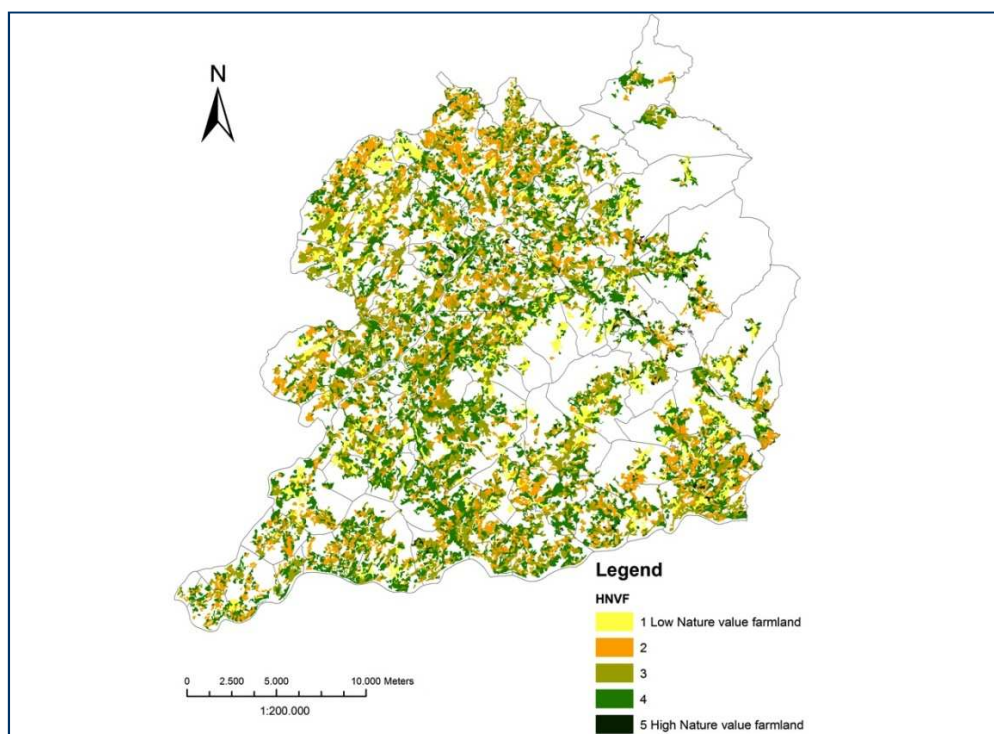 N
Legend
HNVF
1 Low Nature value farmland
2
3
4
5 High Nature value farmland
0 2.500 5.000 10.000 Meters
1:200.000